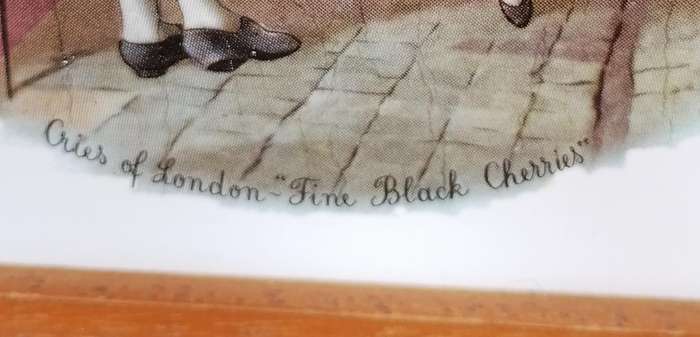 Cries of London - "Fine Black Cherries"